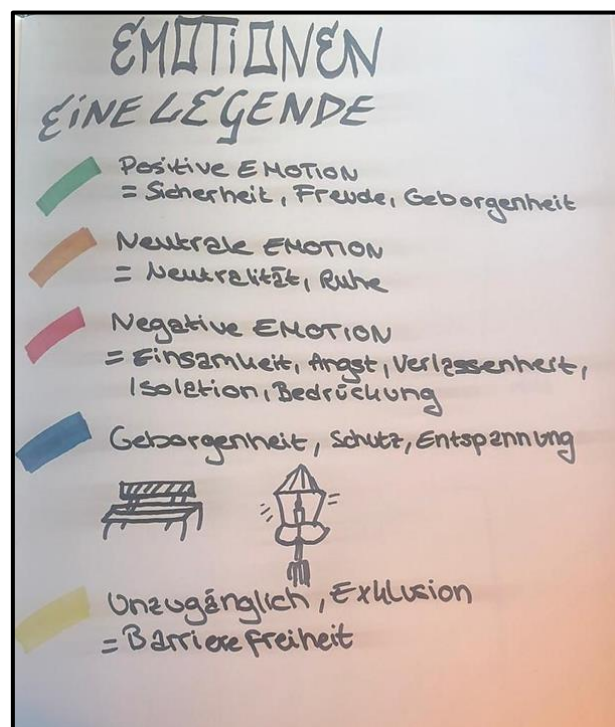 EMOTIONEN
EINE LEGENDE
Positive EMOTION
= Sicherheit, Freude, Geborgenheit
Neutrale EMOTION
= Neutralität, Ruhe
Negative EMOTION
= Einsamkeit, Angst, Verlassenheit,
Isolation, Bedrückung
Geborgenheit, Schutz, Entspannung
Unzugänglich, Exklusion
= Barrierefreiheit